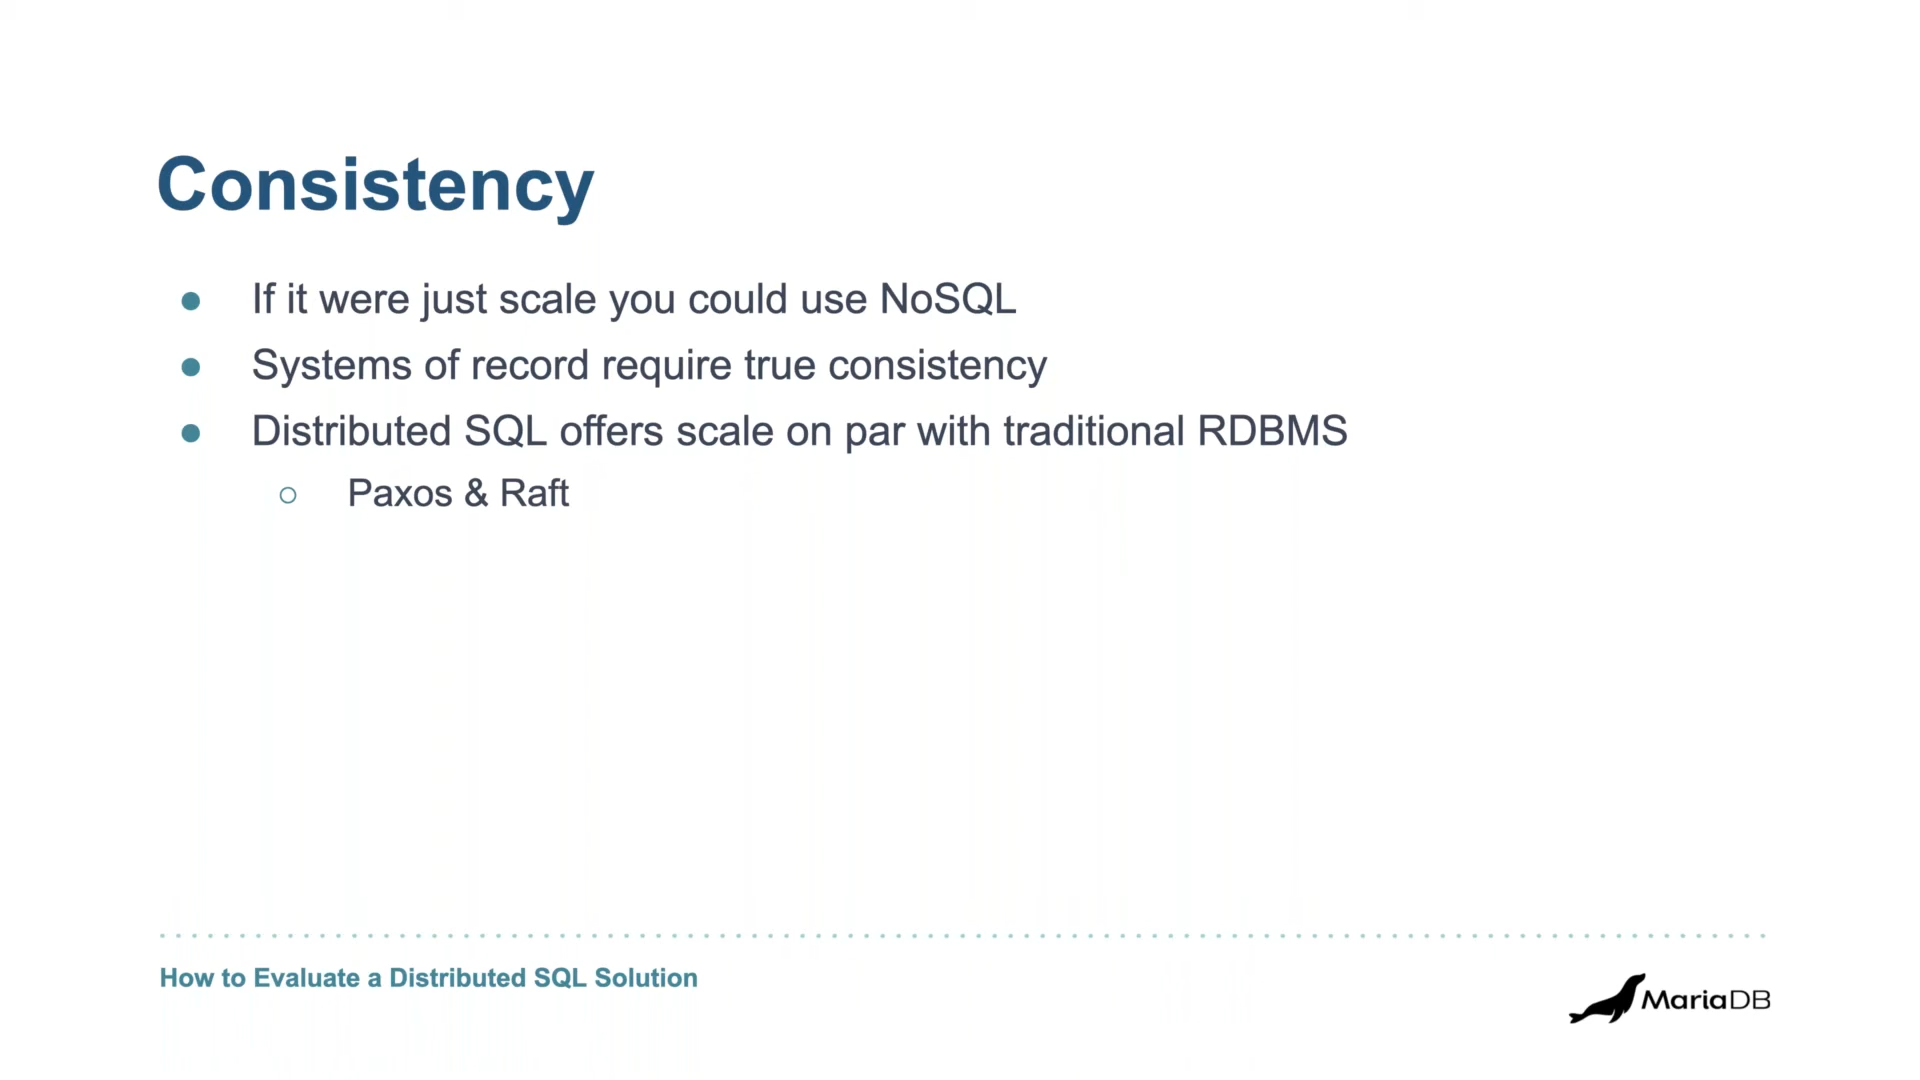 Consistency
● If it were just scale you could use NoSQL
● Systems of record require true consistency
● Distributed SQL offers scale on par with traditional RDBMS
○ Paxos & Raft
How to Evaluate a Distributed SQL Solution
MariaDB